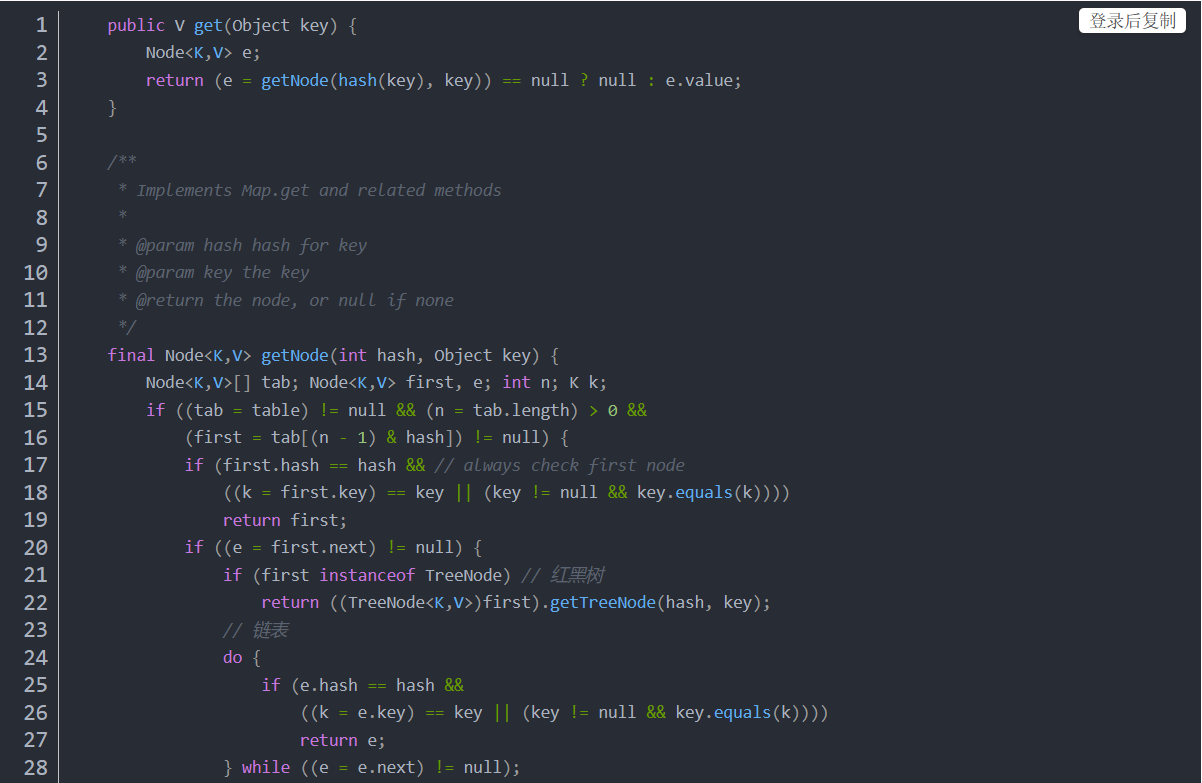 登录后复制
1 public V get(Object key) {
2 Node<K,V> e;
3 return (e = getNode(hash(key), key)) == null ? null : e.value;
4 }
5
6 /**
7 * Implements Map.get and related methods
8 *
9 * @param hash hash for key
10 * @param key the key
11 * @return the node, or null if none
12 */
13 final Node<K,V> getNode(int hash, Object key) {
14 Node<K,V>[] tab; Node<K,V> first, e; int n; K k;
15 if ((tab = table) != null && (n = tab.length) > 0 &&
16 (first = tab[(n - 1) & hash]) != null) {
17 if (first.hash == hash && // always check first node
18 ((k = first.key) == key || (key != null && key.equals(k))))
19 return first;
20 if ((e = first.next) != null) {
21 if (first instanceof TreeNode) // 红黑树
22 return ((TreeNode<K,V>)first).getTreeNode(hash, key);
23 // 链表
24 do {
25 if (e.hash == hash &&
26 ((k = e.key) == key || (key != null && key.equals(k))))
27 return e;
28 } while ((e = e.next) != null);